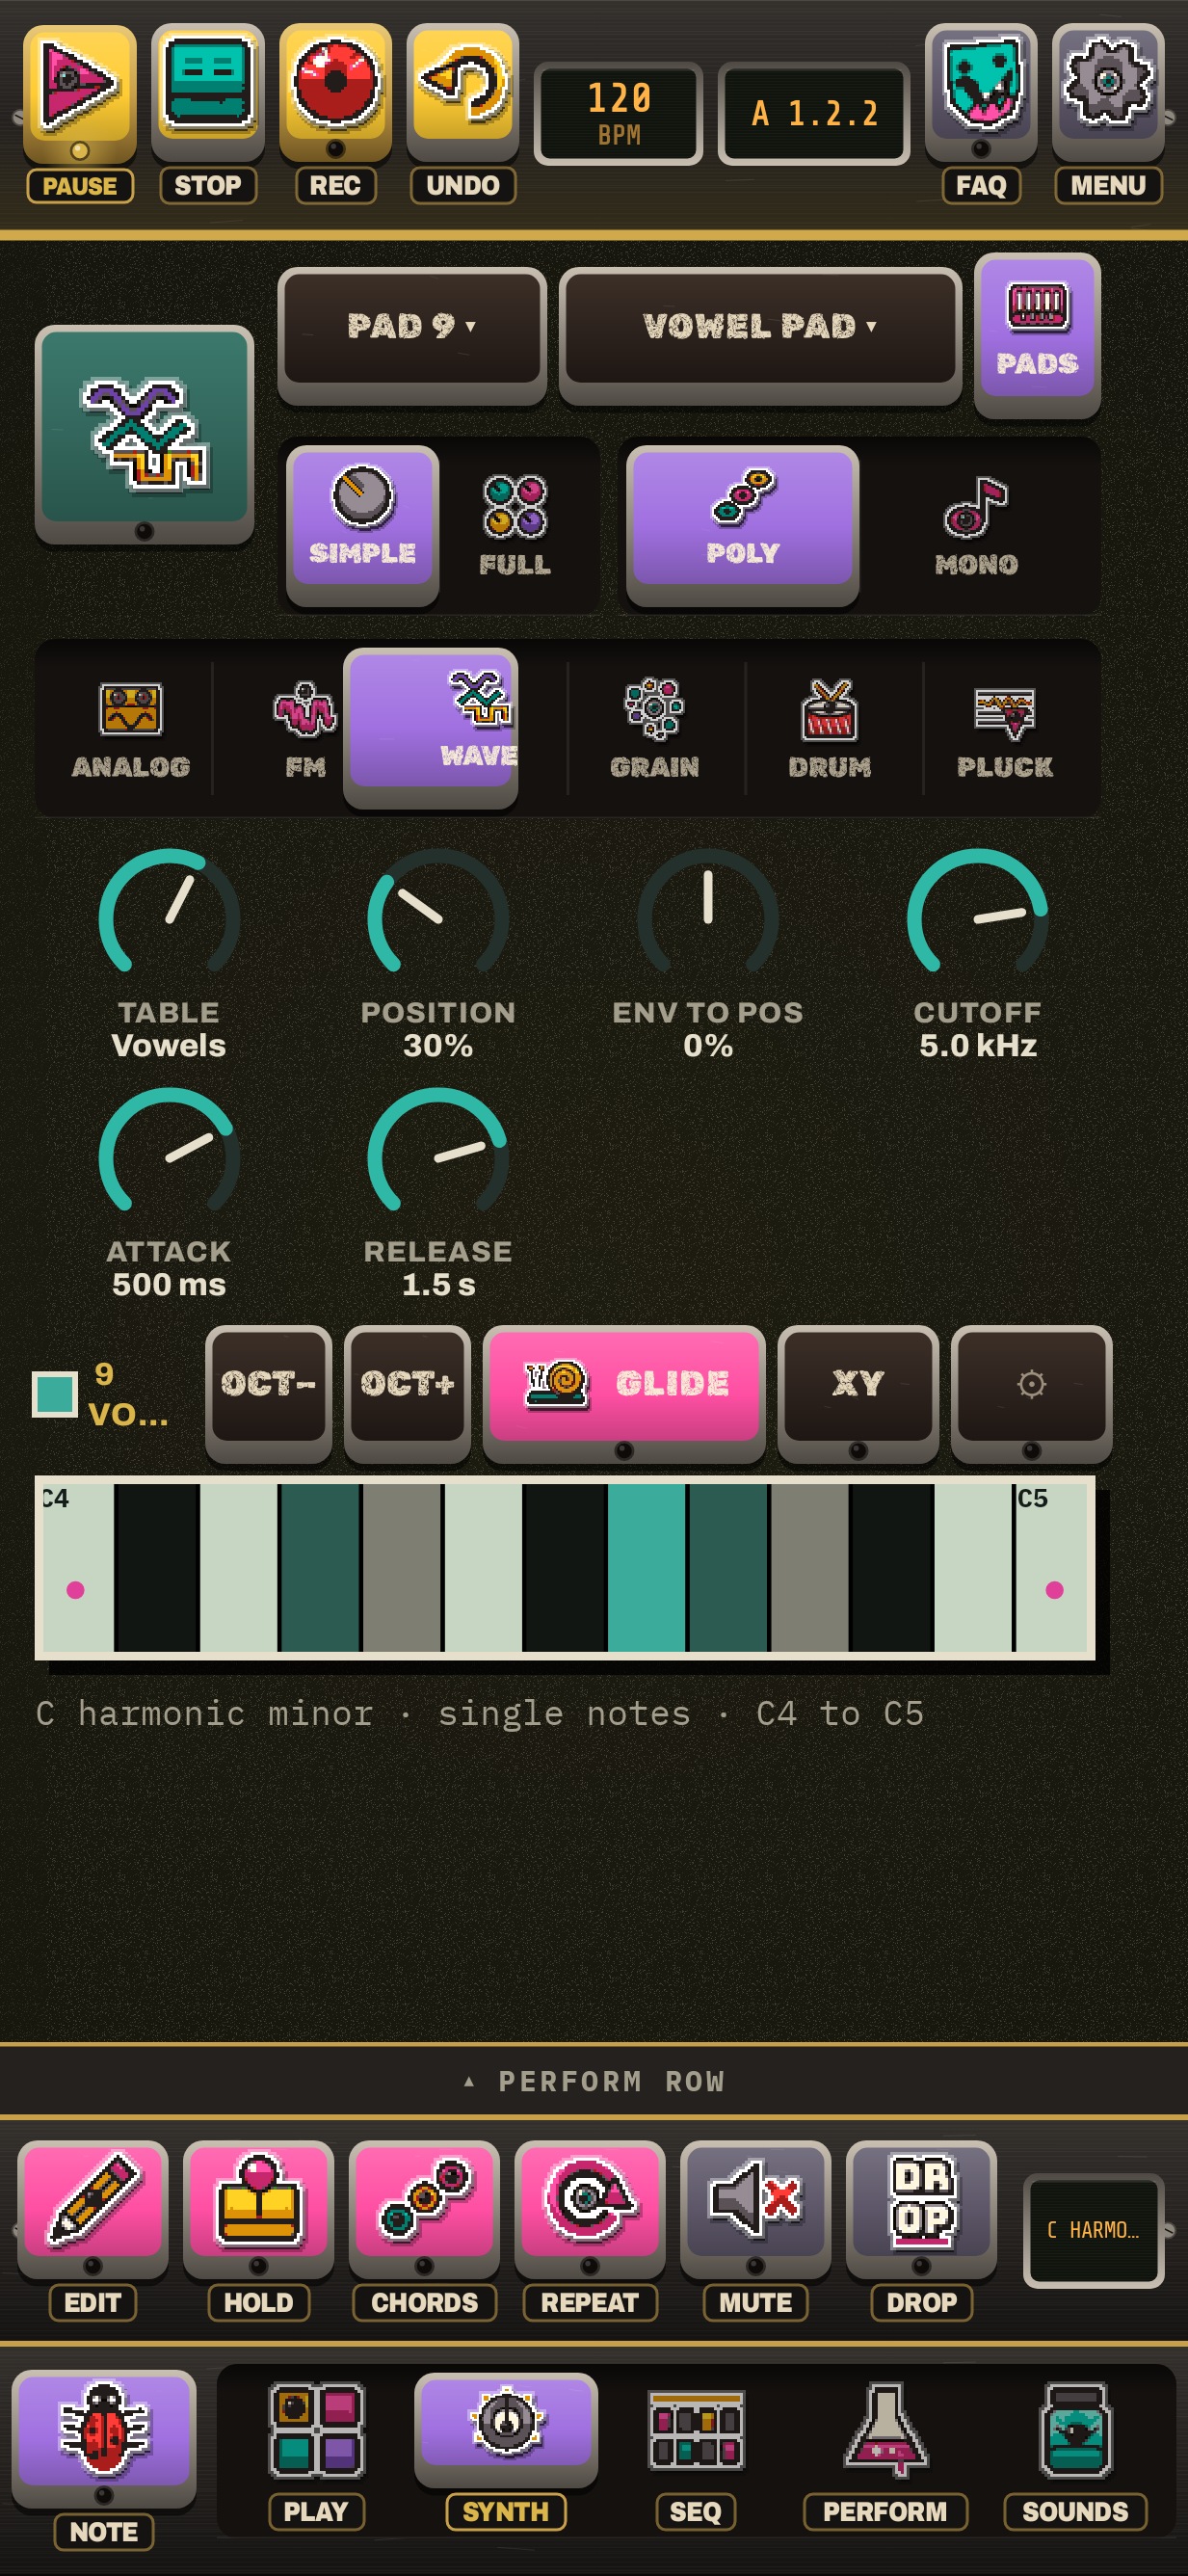 120
BPM
A 1.2.2
PAUSE
STOP
REC
UNDO
FAQ
MENU
PAD 9 ▾
VOWEL PAD ▾
PADS
SIMPLE
FULL
POLY
MONO
ANALOG
FM
WAVE
GRAIN
DRUM
PLUCK
TABLE
Vowels
POSITION
30%
ENV TO POS
0%
CUTOFF
5.0 kHz
ATTACK
500 ms
RELEASE
1.5 s
9
VO...
OCT-
OCT+
GLIDE
XY
C4
C5
C harmonic minor · single notes · C4 to C5
▴ PERFORM ROW
DR
OP
C HARMO...
EDIT
HOLD
CHORDS
REPEAT
MUTE
DROP
NOTE
PLAY
SYNTH
SEQ
PERFORM
SOUNDS